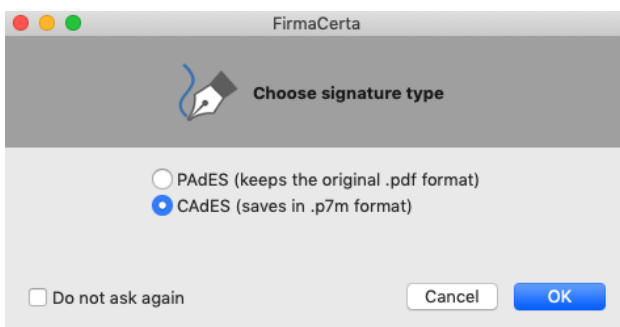 FirmaCerta
Choose signature type
PAdES (keeps the original .pdf format)
CAdES (saves in .p7m format)
Do not ask again
Cancel
OK